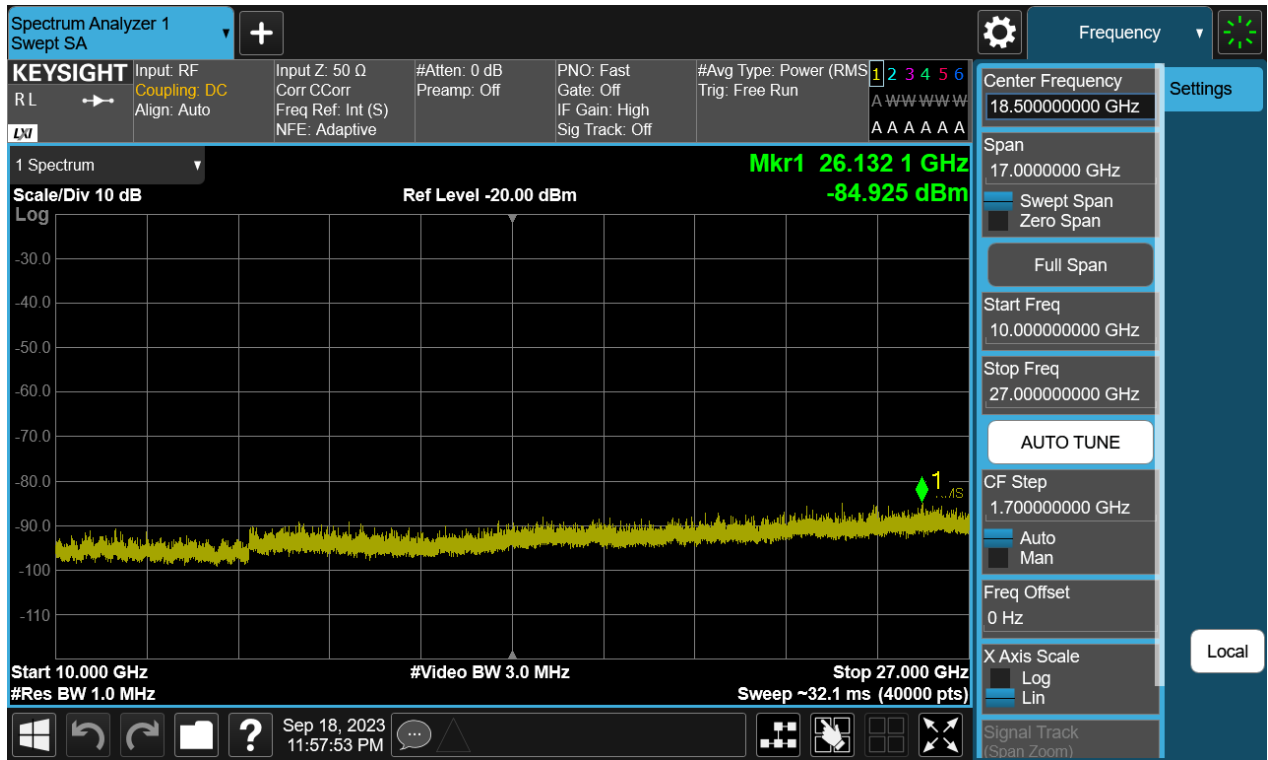 Spectrum Analyzer 1
Swept SA
+
Frequency
KEYSIGHT
R L
LXI
Input: RF
Coupling: DC
Align: Auto
Input Z: 50 Ω
Corr CCorr
Freq Ref: Int (S)
NFE: Adaptive
#Atten: 0 dB
Preamp: Off
PNO: Fast
Gate: Off
IF Gain: High
Sig Track: Off
#Avg Type: Power (RMS
Trig: Free Run
1 2 3 4 5 6
A W W W W W
A A A A A A
1 Spectrum
Mkr1 26.132 1 GHz
Scale/Div 10 dB
Ref Level -20.00 dBm
-84.925 dBm
Log
-30.0
-40.0
-50.0
-60.0
-70.0
-80.0
-90.0
-100
-110
1
Start 10.000 GHz
#Video BW 3.0 MHz
Stop 27.000 GHz
#Res BW 1.0 MHz
Sweep ~32.1 ms (40000 pts)
?
Sep 18, 2023
11:57:53 PM
Center Frequency
18.500000000 GHz
Settings
Span
17.0000000 GHz
Swept Span
Zero Span
Full Span
Start Freq
10.000000000 GHz
Stop Freq
27.000000000 GHz
AUTO TUNE
CF Step
1.700000000 GHz
Auto
Man
Freq Offset
0 Hz
X Axis Scale
Log
Lin
Local
Signal Track
(Span Zoom)